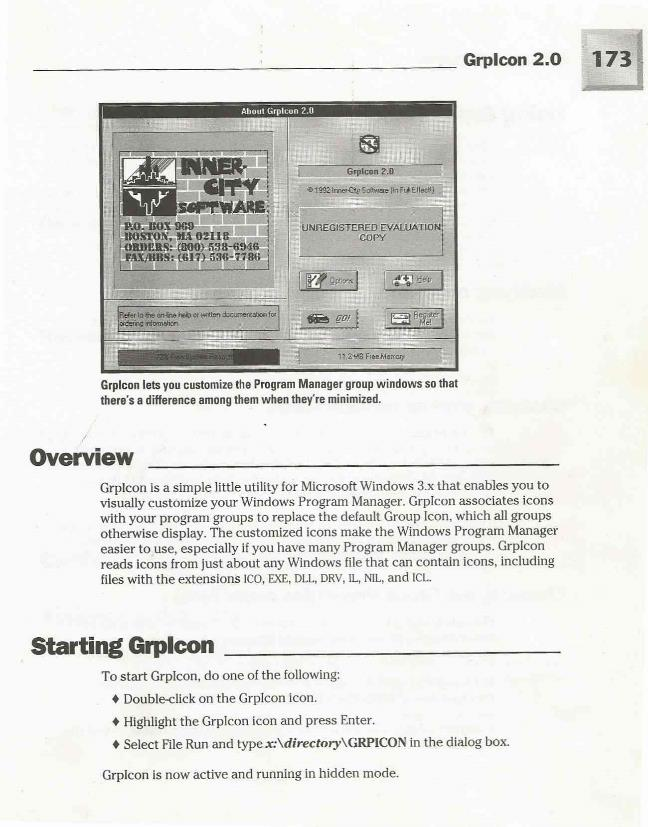 GrpIcon 2.0
173
About GrpIcon 2.0
INNER-
CITY
SOFTWARE
P.O. BOX 969
BOSTON, MA 02118
ORDERS: (800) 538-6946
FAX/BBS: (617) 536-7786
Refer to the on-line help or written documentation for
ordering information.
GrpIcon 2.0
© 1992 Inner-City Software (In Full Effect!)
UNREGISTERED EVALUATION
COPY
Options
Help
GO!
Register
Me!
72% Free System
11.2 MB Free Memory
GrpIcon lets you customize the Program Manager group windows so that
there's a difference among them when they're minimized.
Overview
GrpIcon is a simple little utility for Microsoft Windows 3.x that enables you to
visually customize your Windows Program Manager. GrpIcon associates icons
with your program groups to replace the default Group Icon, which all groups
otherwise display. The customized icons make the Windows Program Manager
easier to use, especially if you have many Program Manager groups. GrpIcon
reads icons from just about any Windows file that can contain icons, including
files with the extensions ICO, EXE, DLL, DRV, IL, NIL, and ICL.
Starting GrpIcon
To start GrpIcon, do one of the following:
♦ Double-click on the GrpIcon icon.
♦ Highlight the GrpIcon icon and press Enter.
♦ Select File Run and type x:\directory\GRPICON in the dialog box.
GrpIcon is now active and running in hidden mode.